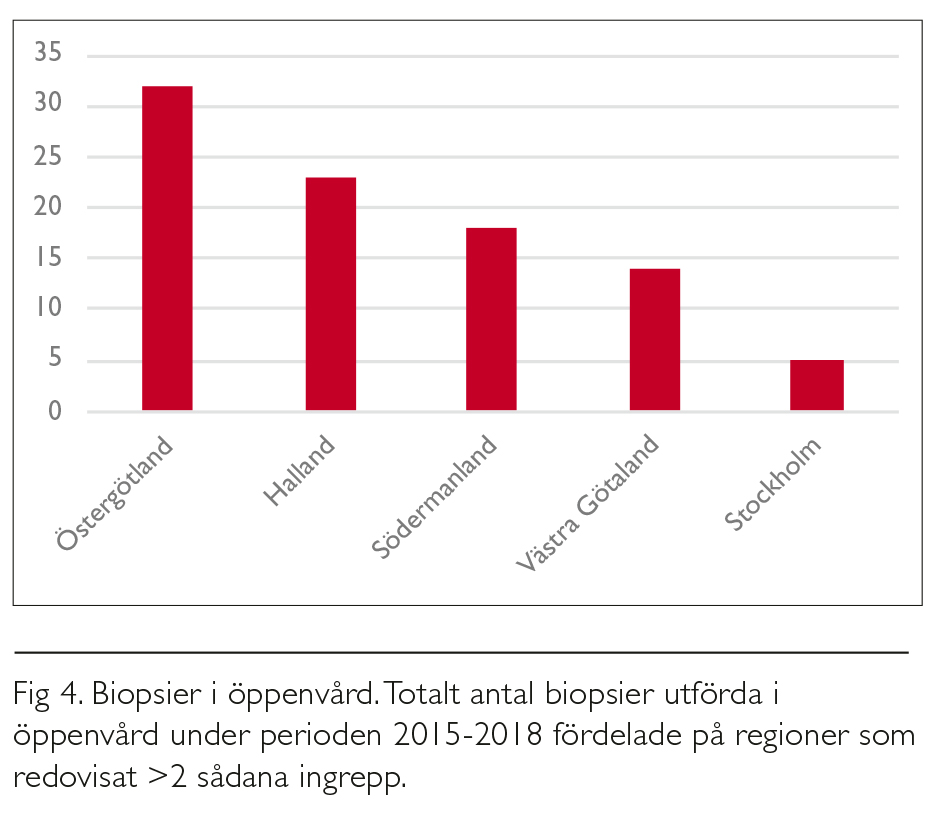 35
30
25
20
15
10
5
0
Östergötland
Halland
Södermanland
Västra Götaland
Stockholm
Fig 4. Biopsier i öppenvård. Totalt antal biopsier utförda i
öppenvård under perioden 2015-2018 fördelade på regioner som
redovisat >2 sådana ingrepp.